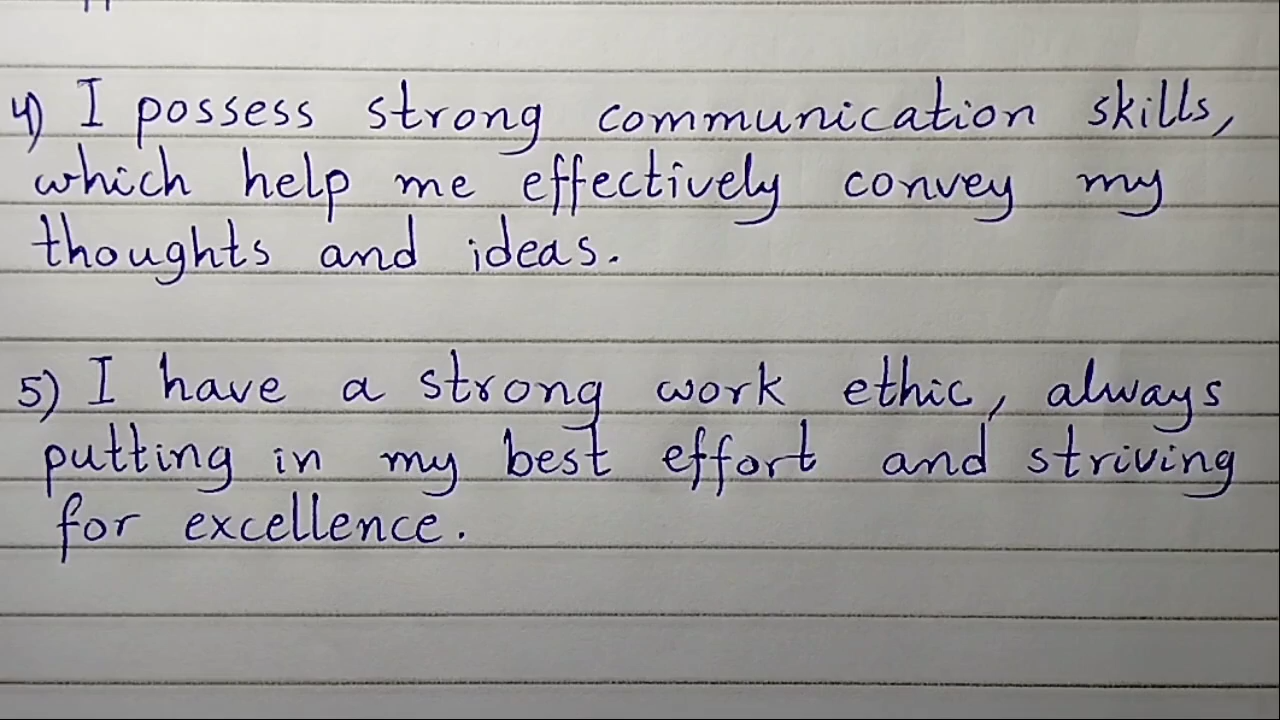 4) I possess strong communication skills,
which help me effectively convey my
thoughts and ideas.
5) I have a strong work ethic, always
putting in my best effort and striving
for excellence.